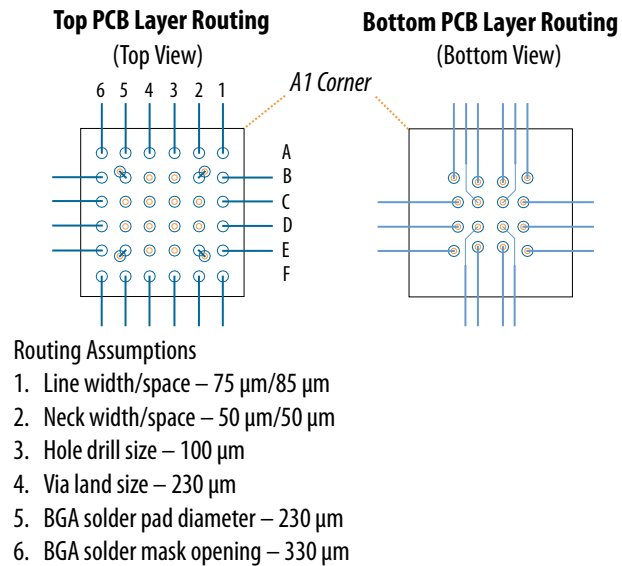 Top PCB Layer Routing
(Top View)
Bottom PCB Layer Routing
(Bottom View)
A1 Corner
6 5 4 3 2 1
A
B
C
D
E
F
Routing Assumptions
1. Line width/space – 75 µm/85 µm
2. Neck width/space – 50 µm/50 µm
3. Hole drill size – 100 µm
4. Via land size – 230 µm
5. BGA solder pad diameter – 230 µm
6. BGA solder mask opening – 330 µm